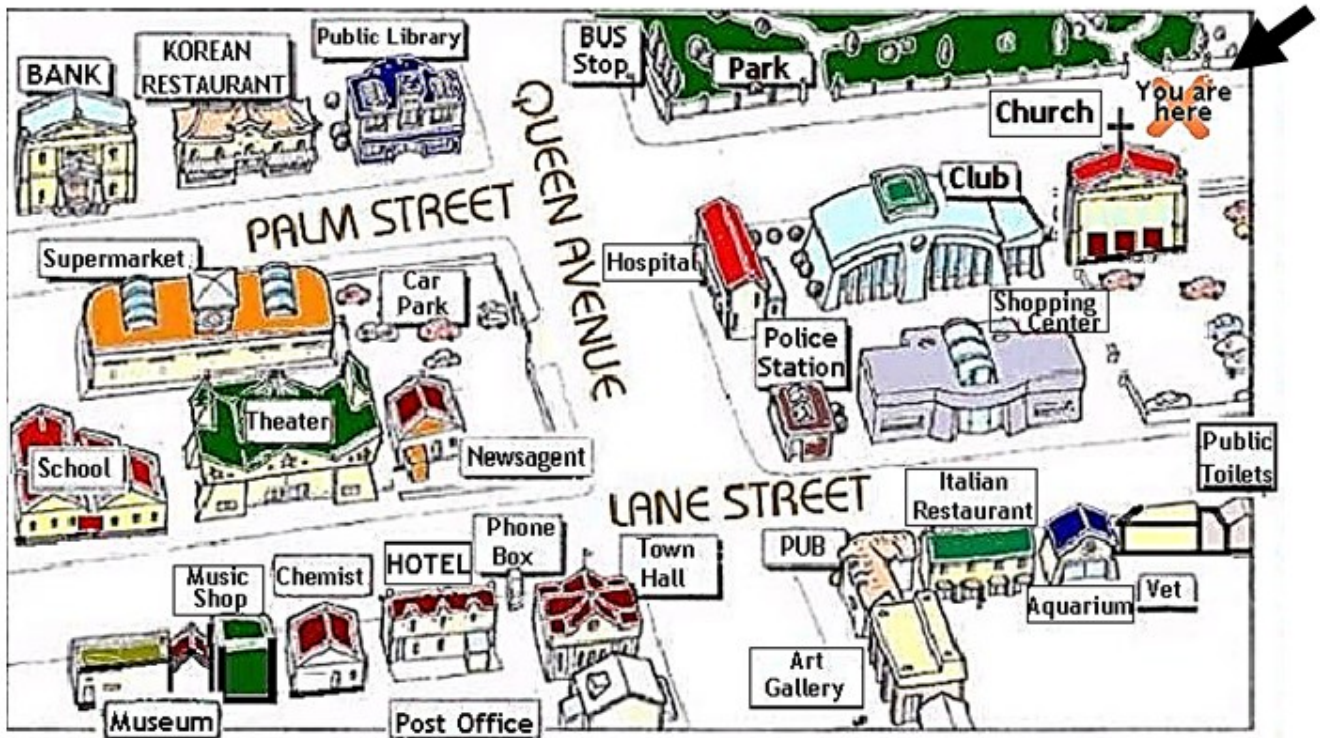 BANK
KOREAN
RESTAURANT
Public Library
BUS
Stop
Park
You are
here
Church
QUEEN AVENUE
PALM STREET
Club
Supermarket
Car
Park
Hospital
Shopping
Center
Police
Station
Theater
School
Newsagent
Public
Toilets
LANE STREET
Italian
Restaurant
Phone
Box
Town
Hall
PUB
HOTEL
Chemist
Music
Shop
Aquarium
Vet
Art
Gallery
Museum
Post Office